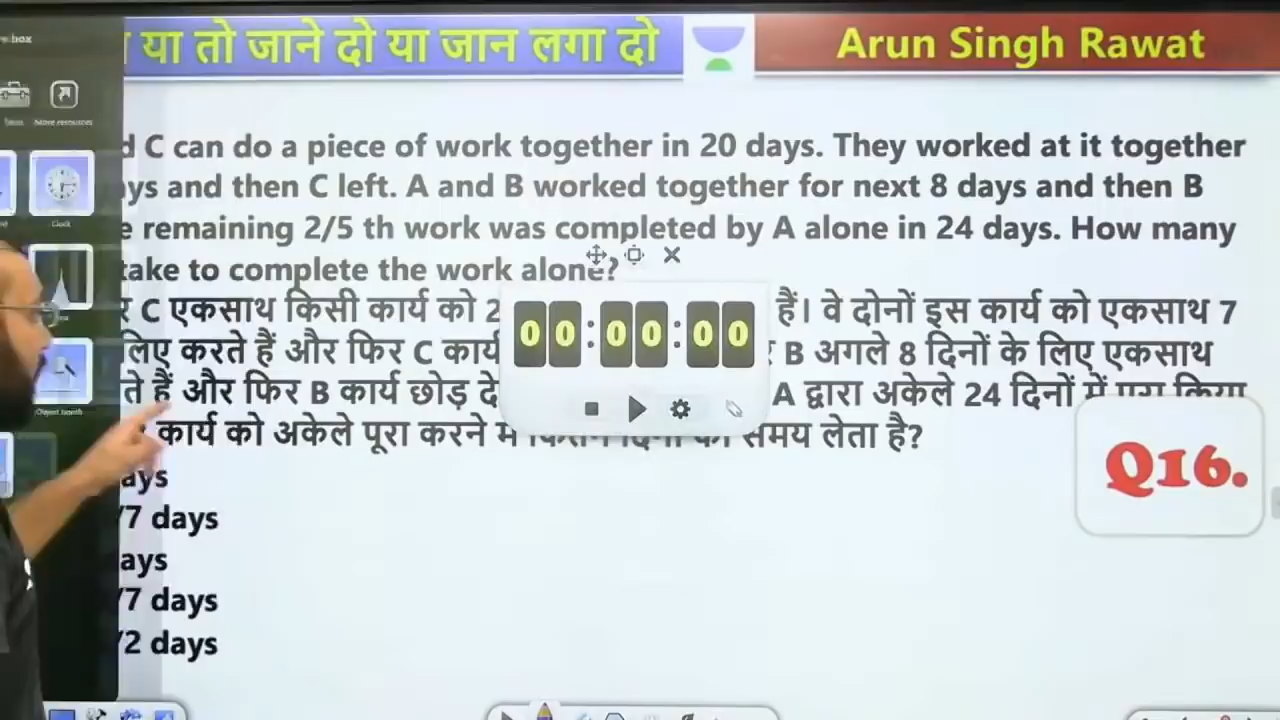 या तो जाने दो या जान लगा दो
Arun Singh Rawat
C can do a piece of work together in 20 days. They worked at it together
and then C left. A and B worked together for next 8 days and then B
remaining 2/5 th work was completed by A alone in 24 days. How many
take to complete the work alone?
C एकसाथ किसी कार्य को 2 हैं। वे दोनों इस कार्य को एकसाथ 7
लिए करते हैं और फिर C कार्य B अगले 8 दिनों के लिए एकसाथ
ते हैं और फिर B कार्य छोड़ दे A द्वारा अकेले 24 दिनों में पूरा किया
कार्य को अकेले पूरा करने में समय लेता है?
00:00:00
Q16.
ays
/7 days
ays
/7 days
/2 days
More resources
Clock